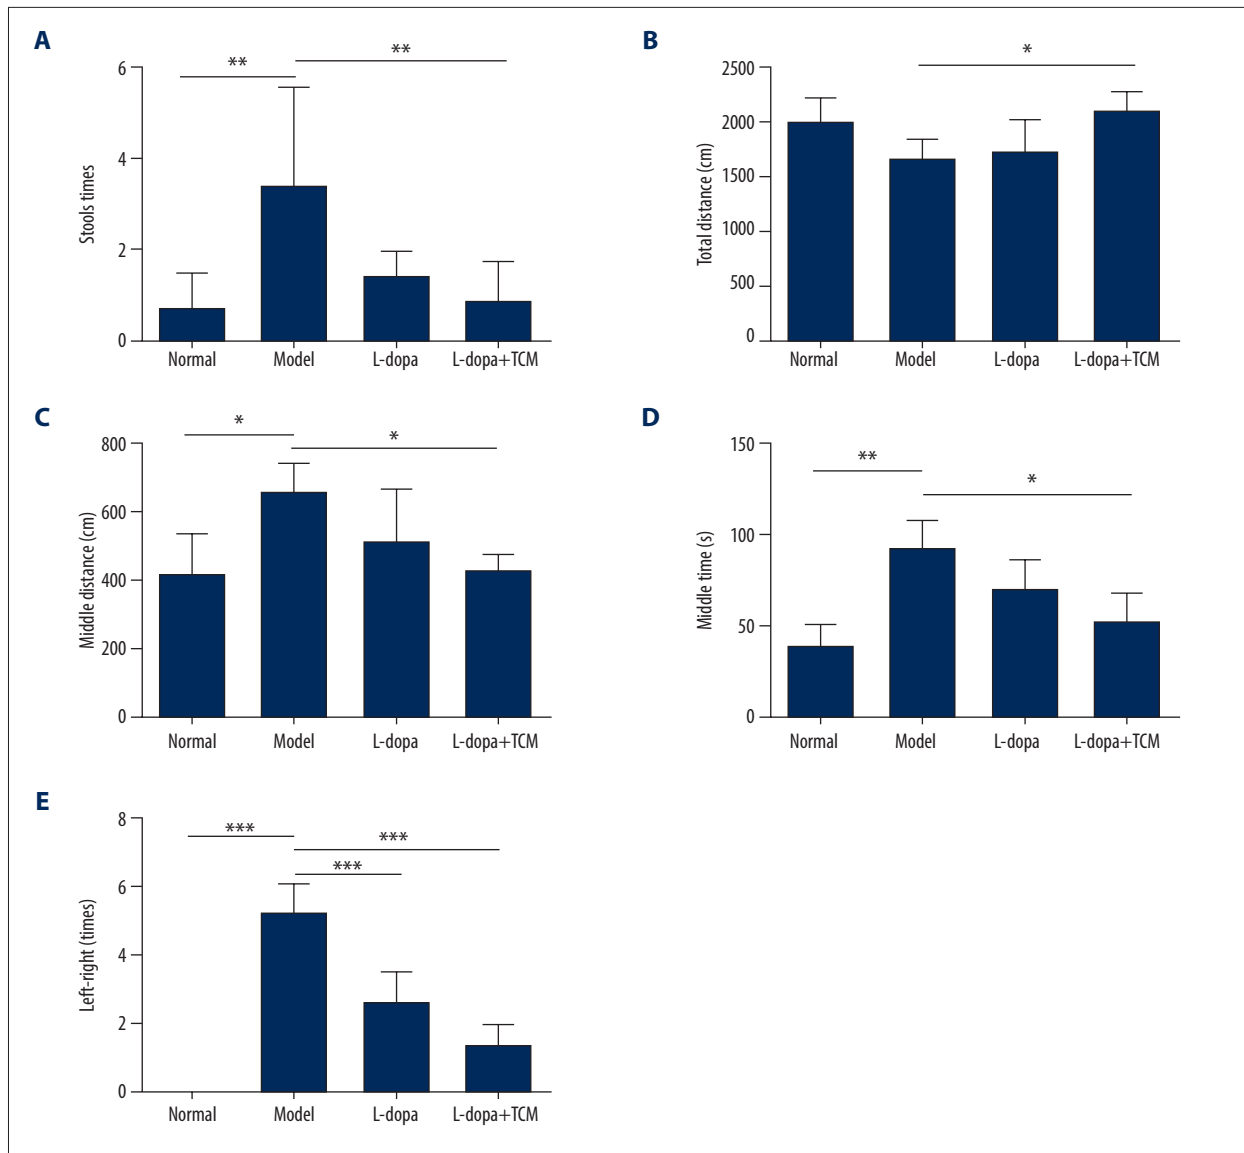 A
Stools times
6
4
2
0
**
**
Normal Model L-dopa L-dopa+TCM
B
Total distance (cm)
2500
2000
1500
1000
500
0
*
Normal Model L-dopa L-dopa+TCM
C
Middle distance (cm)
800
600
400
200
0
*
*
Normal Model L-dopa L-dopa+TCM
D
Middle time (s)
150
100
50
0
**
*
Normal Model L-dopa L-dopa+TCM
E
Left-right (times)
8
6
4
2
0
***
***
***
Normal Model L-dopa L-dopa+TCM